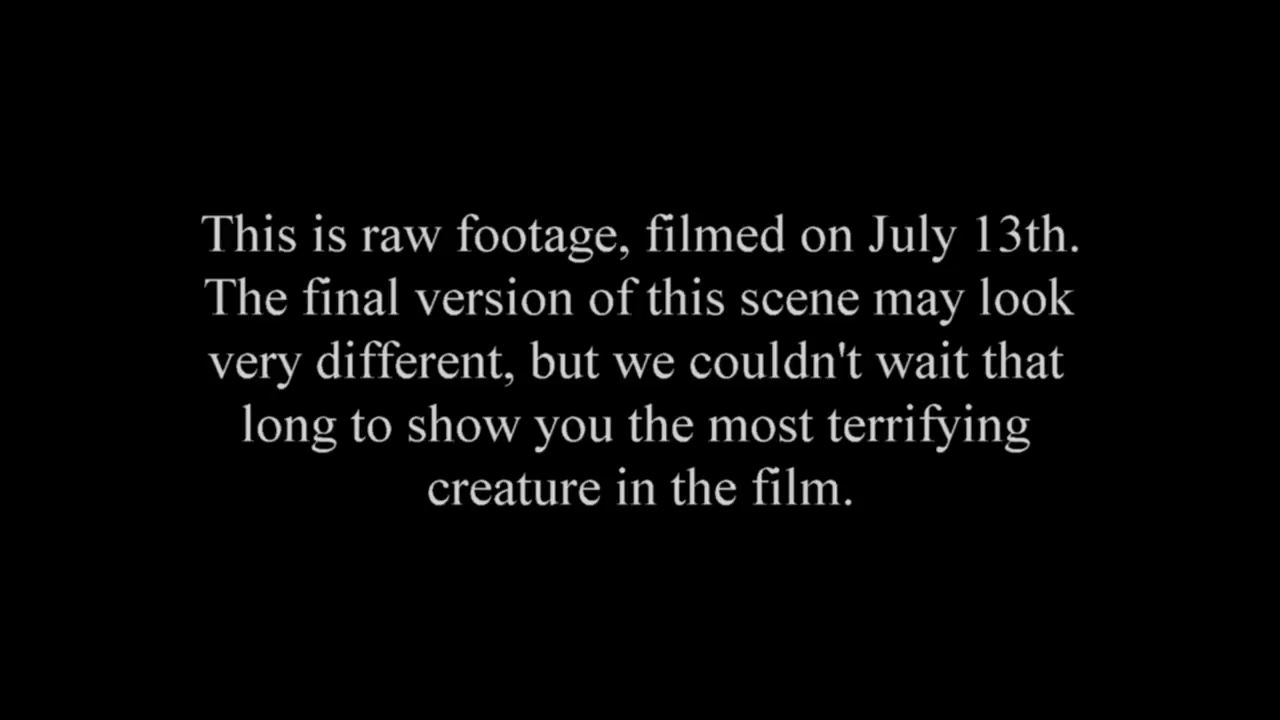 This is raw footage, filmed on July 13th.
The final version of this scene may look
very different, but we couldn't wait that
long to show you the most terrifying
creature in the film.